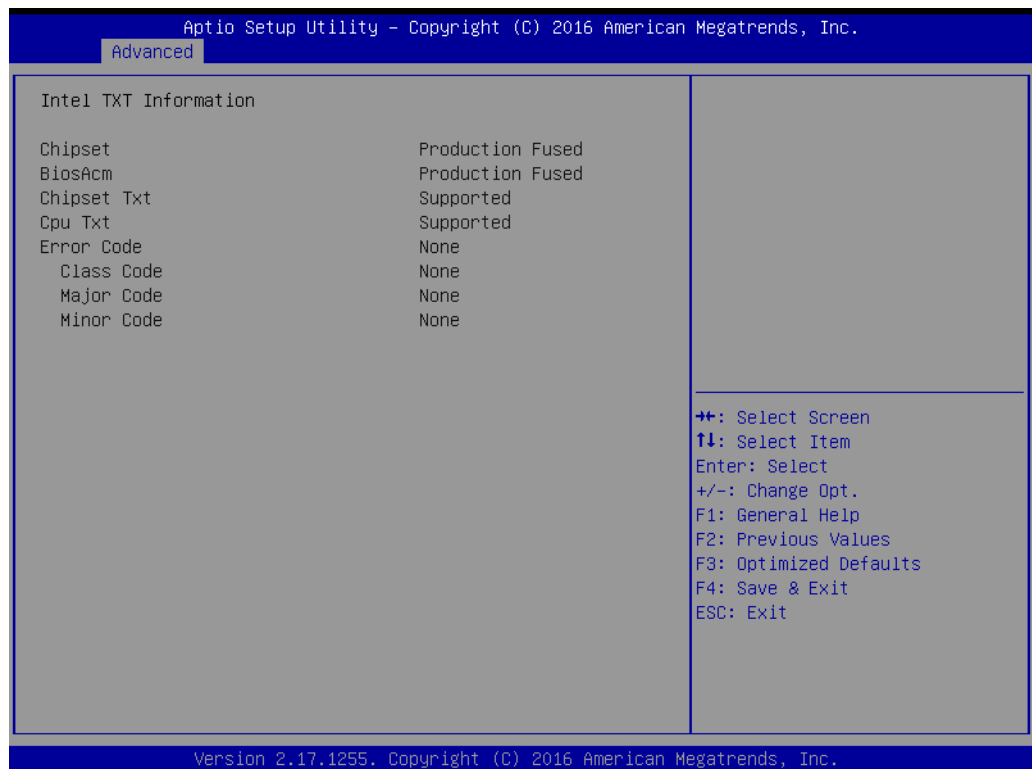 Aptio Setup Utility – Copyright (C) 2016 American Megatrends, Inc.
Advanced
Intel TXT Information
Chipset Production Fused
BiosAcm Production Fused
Chipset Txt Supported
Cpu Txt Supported
Error Code None
Class Code None
Major Code None
Minor Code None
→←: Select Screen
↑↓: Select Item
Enter: Select
+/-: Change Opt.
F1: General Help
F2: Previous Values
F3: Optimized Defaults
F4: Save & Exit
ESC: Exit
Version 2.17.1255. Copyright (C) 2016 American Megatrends, Inc.